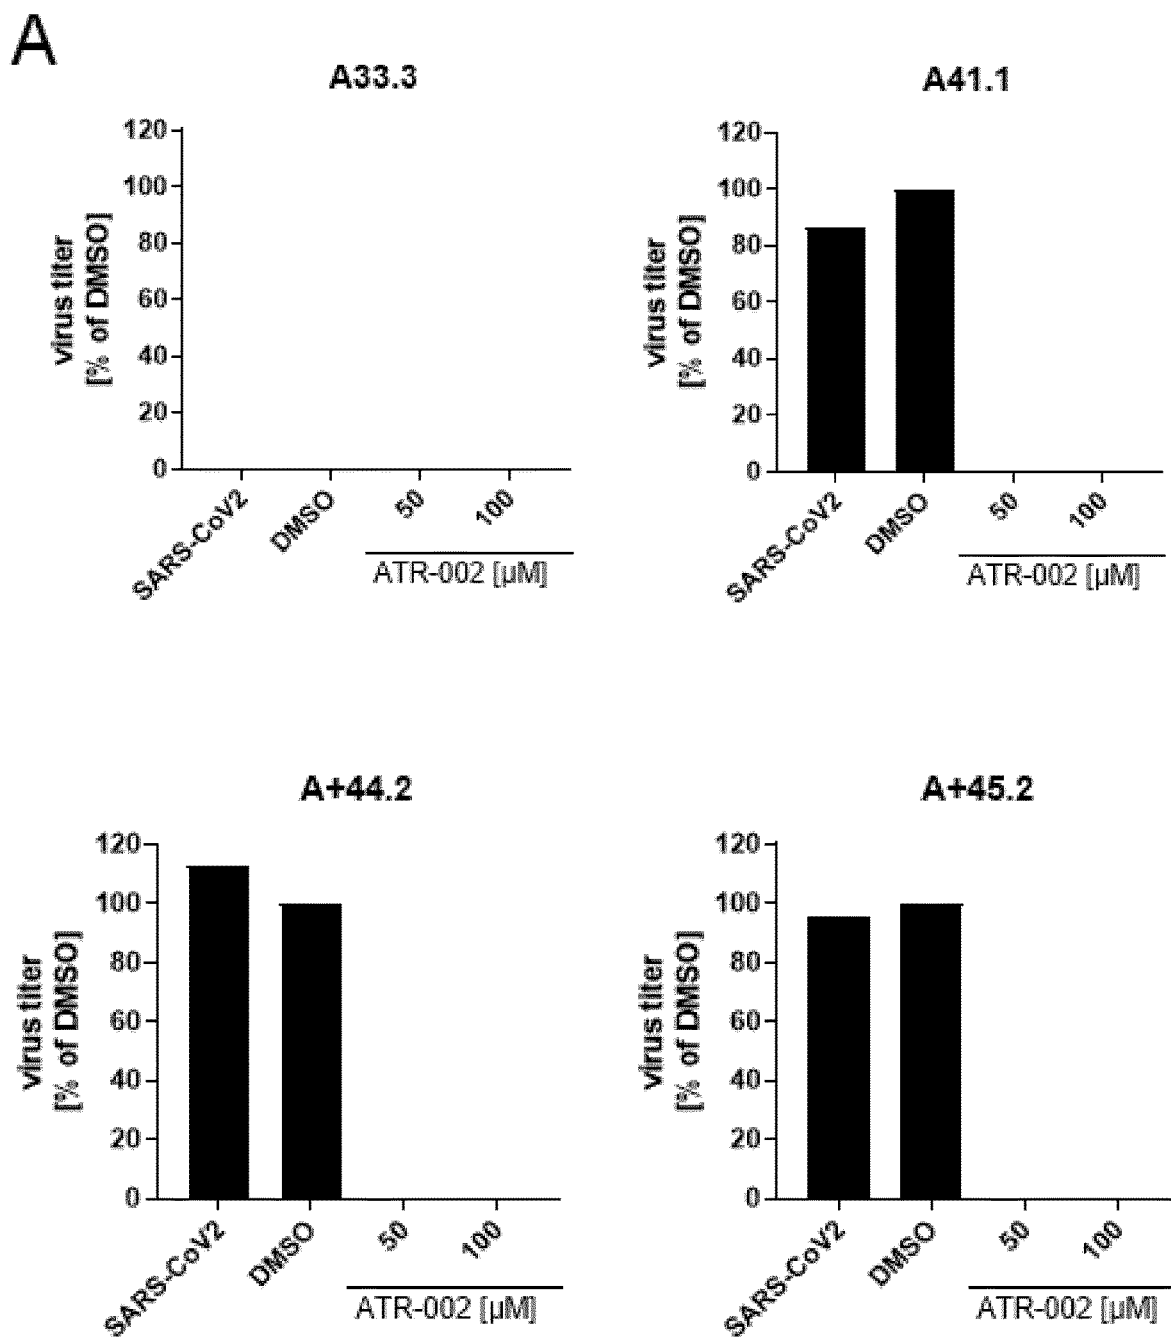 A
A33.3
virus titer
[% of DMSO]
120
100
80
60
40
20
0
SARS-CoV2
DMSO
50
100
ATR-002 [µM]
A41.1
virus titer
[% of DMSO]
120
100
80
60
40
20
0
SARS-CoV2
DMSO
50
100
ATR-002 [µM]
A+44.2
virus titer
[% of DMSO]
120
100
80
60
40
20
0
SARS-CoV2
DMSO
50
100
ATR-002 [µM]
A+45.2
virus titer
[% of DMSO]
120
100
80
60
40
20
0
SARS-CoV2
DMSO
50
100
ATR-002 [µM]